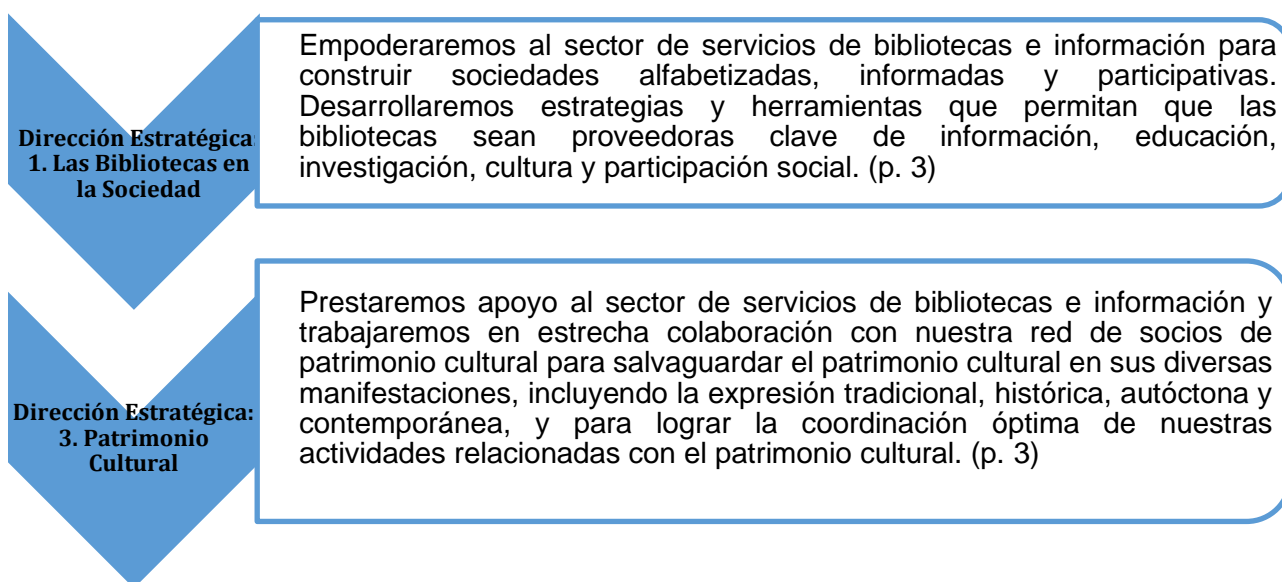 Dirección Estratégica:
1. Las Bibliotecas en
la Sociedad
Empoderaremos al sector de servicios de bibliotecas e información para
construir sociedades alfabetizadas, informadas y participativas.
Desarrollaremos estrategias y herramientas que permitan que las
bibliotecas sean proveedoras clave de información, educación,
investigación, cultura y participación social. (p. 3)
Dirección Estratégica:
3. Patrimonio
Cultural
Prestaremos apoyo al sector de servicios de bibliotecas e información y
trabajaremos en estrecha colaboración con nuestra red de socios de
patrimonio cultural para salvaguardar el patrimonio cultural en sus diversas
manifestaciones, incluyendo la expresión tradicional, histórica, autóctona y
contemporánea, y para lograr la coordinación óptima de nuestras
actividades relacionadas con el patrimonio cultural. (p. 3)